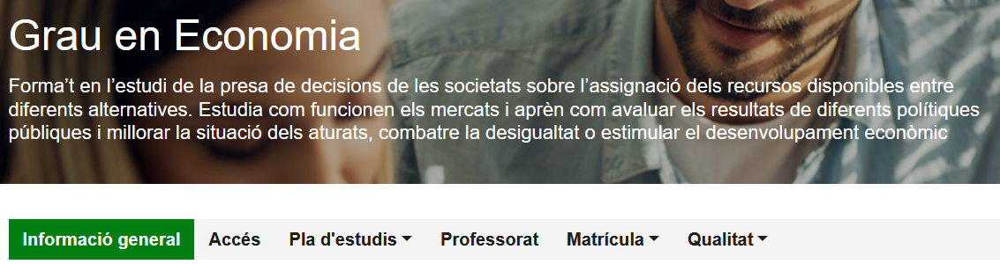 Grau en Economia
Forma’t en l’estudi de la presa de decisions de les societats sobre l’assignació dels recursos disponibles entre
diferents alternatives. Estudia com funcionen els mercats i aprèn com avaluar els resultats de diferents polítiques
públiques i millorar la situació dels aturats, combatre la desigualtat o estimular el desenvolupament econòmic
Informació general Accés Pla d'estudis Professorat Matrícula Qualitat